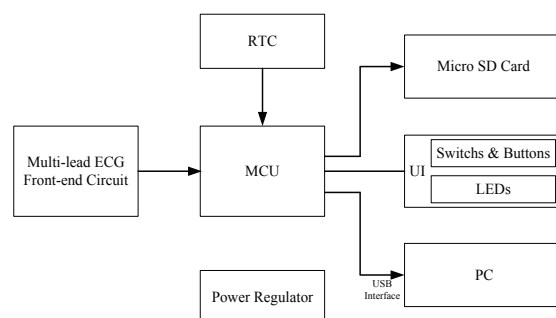 RTC
Micro SD Card
Multi-lead ECG
Front-end Circuit
MCU
UI
Switchs & Buttons
LEDs
USB
Interface
PC
Power Regulator